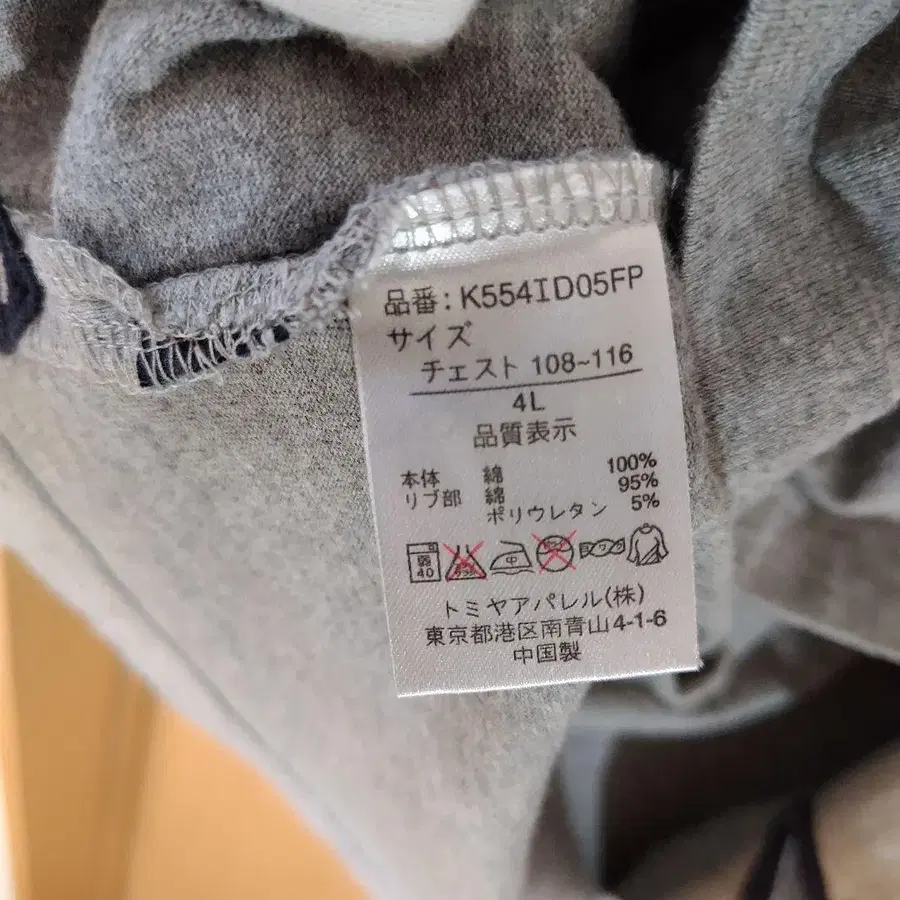 品番: K554ID05FP
サイズ
チェスト 108~116
4L
品質表示
本体 綿 100%
リブ部 綿 95%
ポリウレタン 5%
弱 40 中
トミヤアパレル(株)
東京都港区南青山4-1-6
中国製